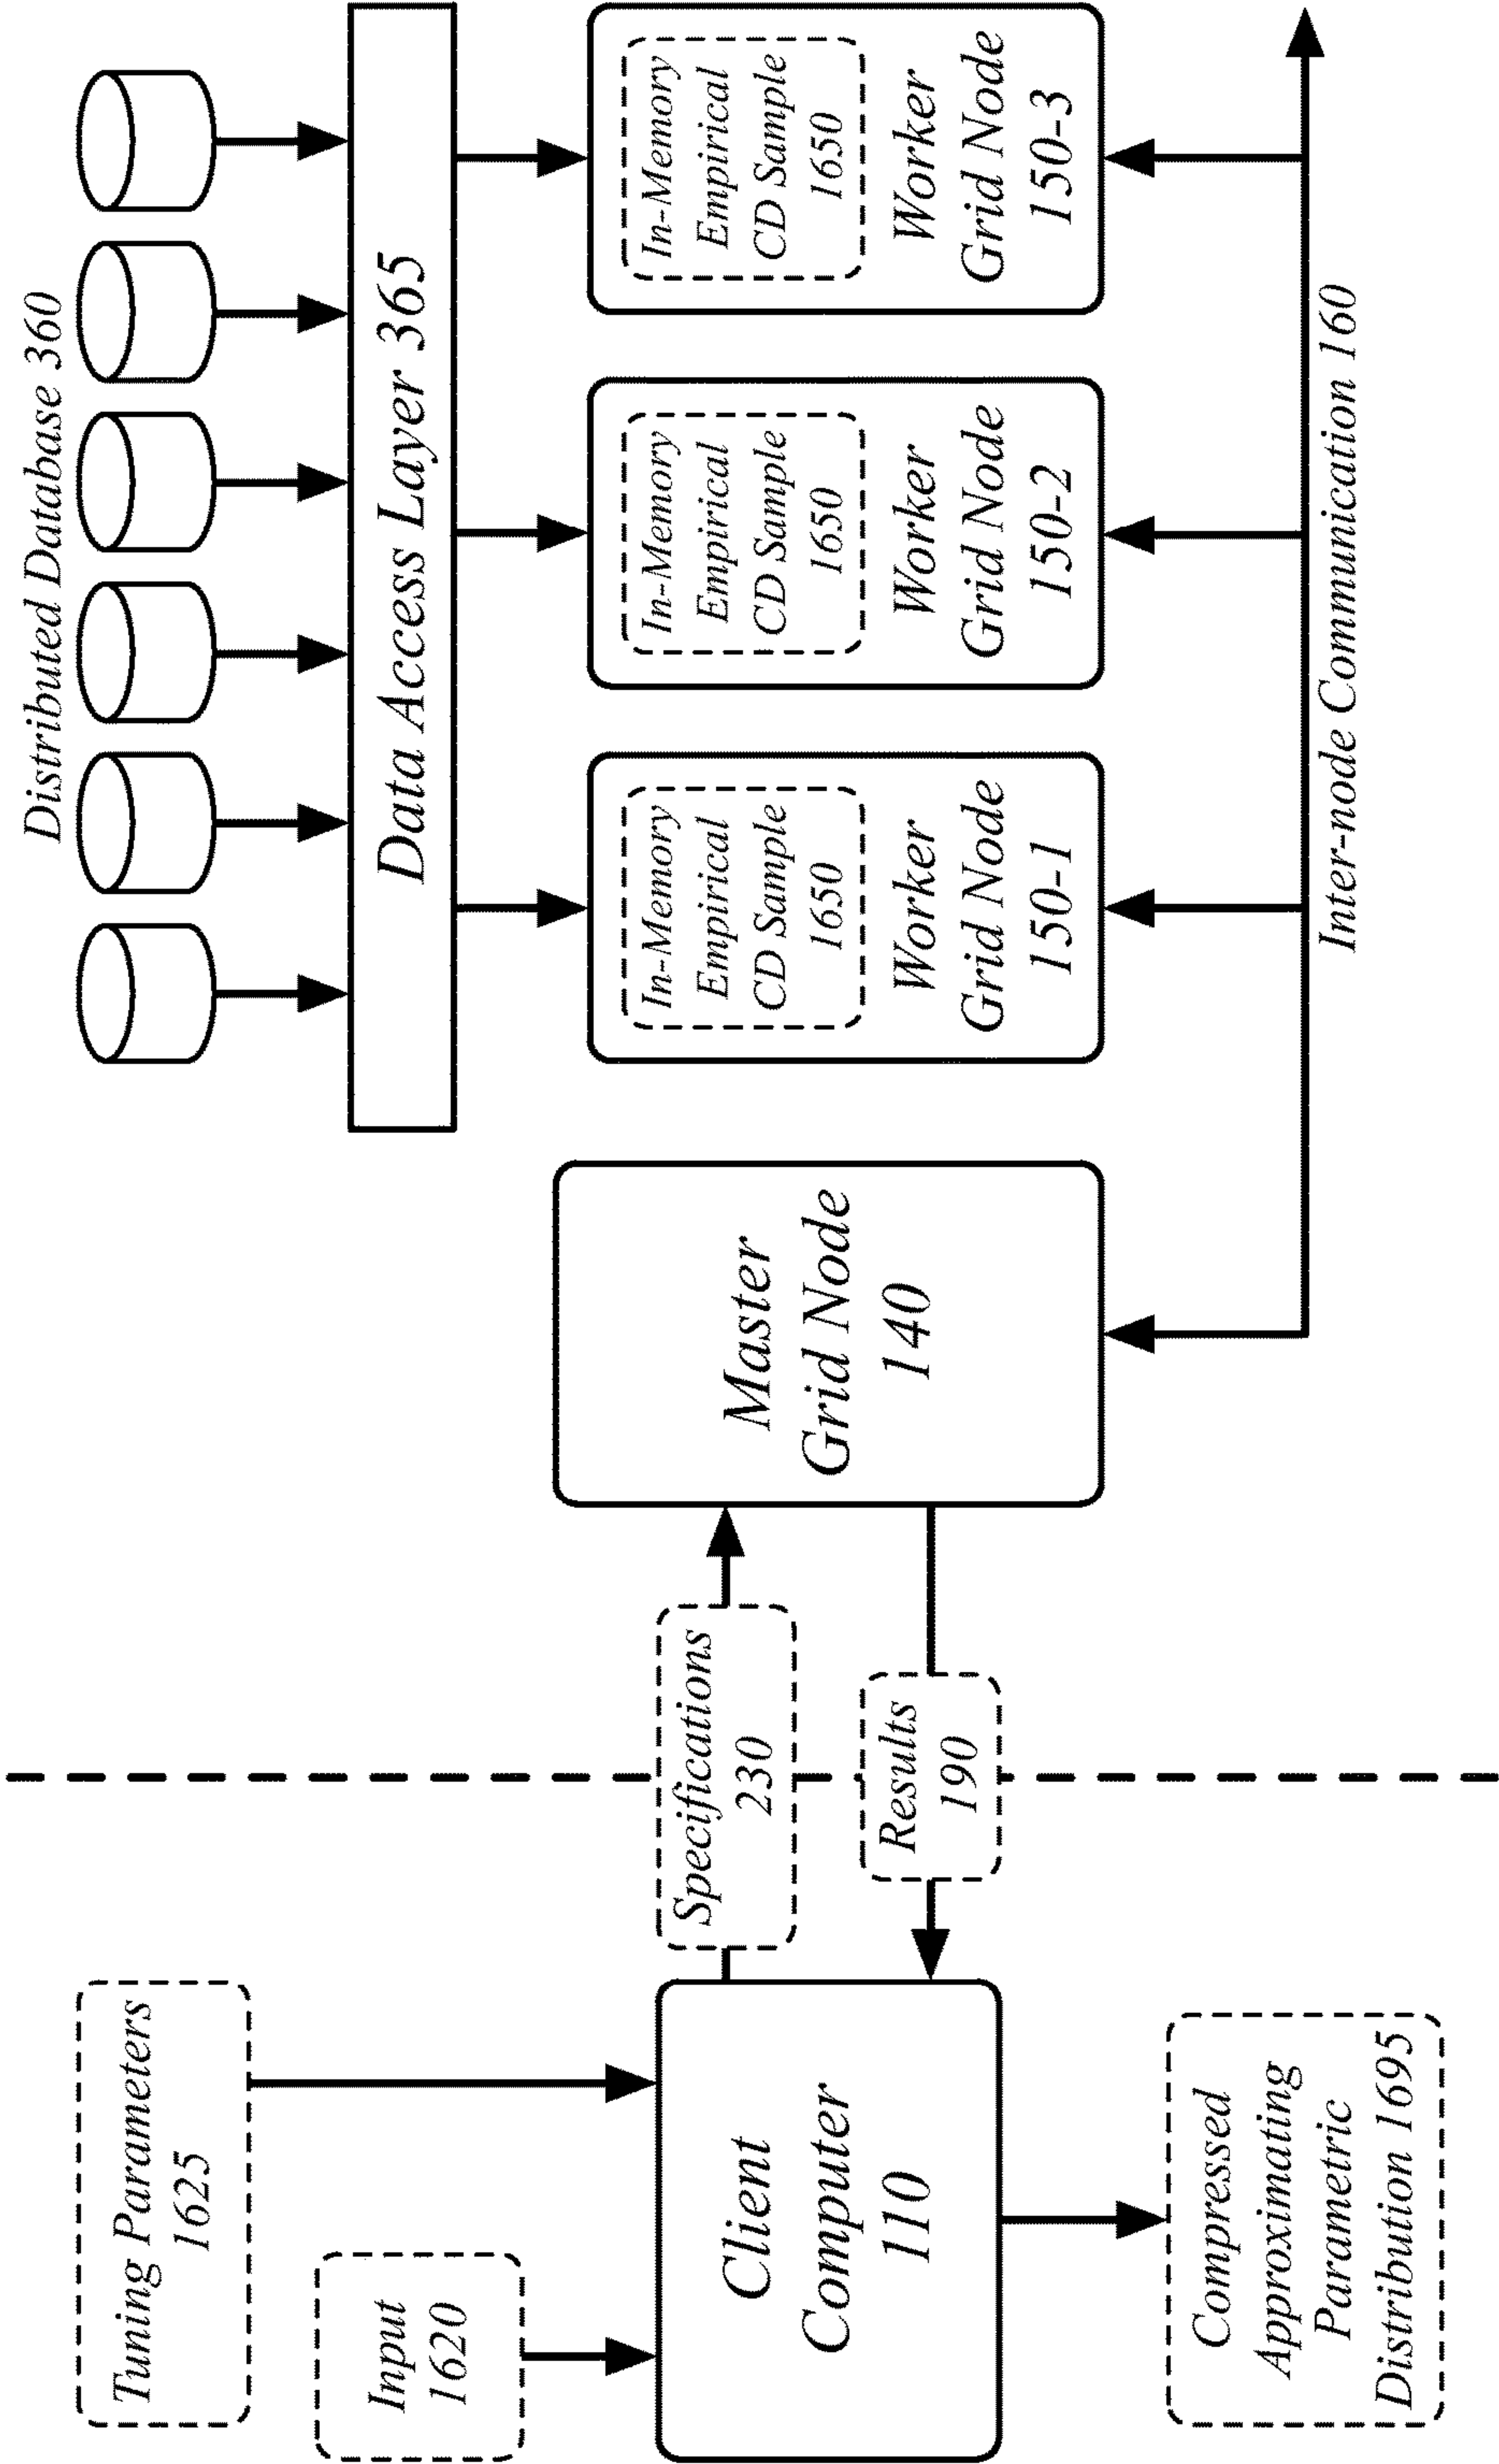 Distributed Database 360
Data Access Layer 365
Tuning Parameters
1625
Input
1620
Client
Computer
110
Specifications
230
Results
190
Master
Grid Node
140
In-Memory
Empirical
CD Sample
1650
Worker
Grid Node
150-1
In-Memory
Empirical
CD Sample
1650
Worker
Grid Node
150-2
In-Memory
Empirical
CD Sample
1650
Worker
Grid Node
150-3
Compressed
Approximating
Parametric
Distribution 1695
Inter-node Communication 160